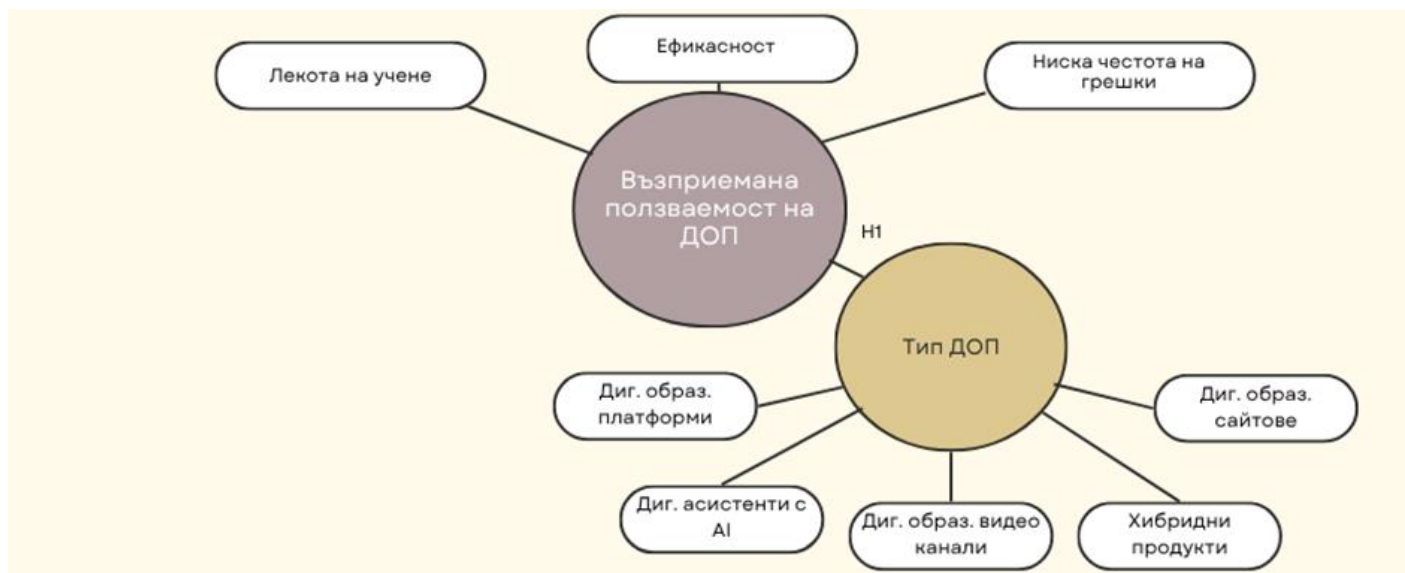 Ефикасност
Лекота на учене
Ниска честота на
грешки
Възприемана
ползваемост на
ДОП
H1
Тип ДОП
Диг. образ.
платформи
Диг. образ.
сайтове
Диг. асистенти с
AI
Диг. образ. видео
канали
Хибридни
продукти